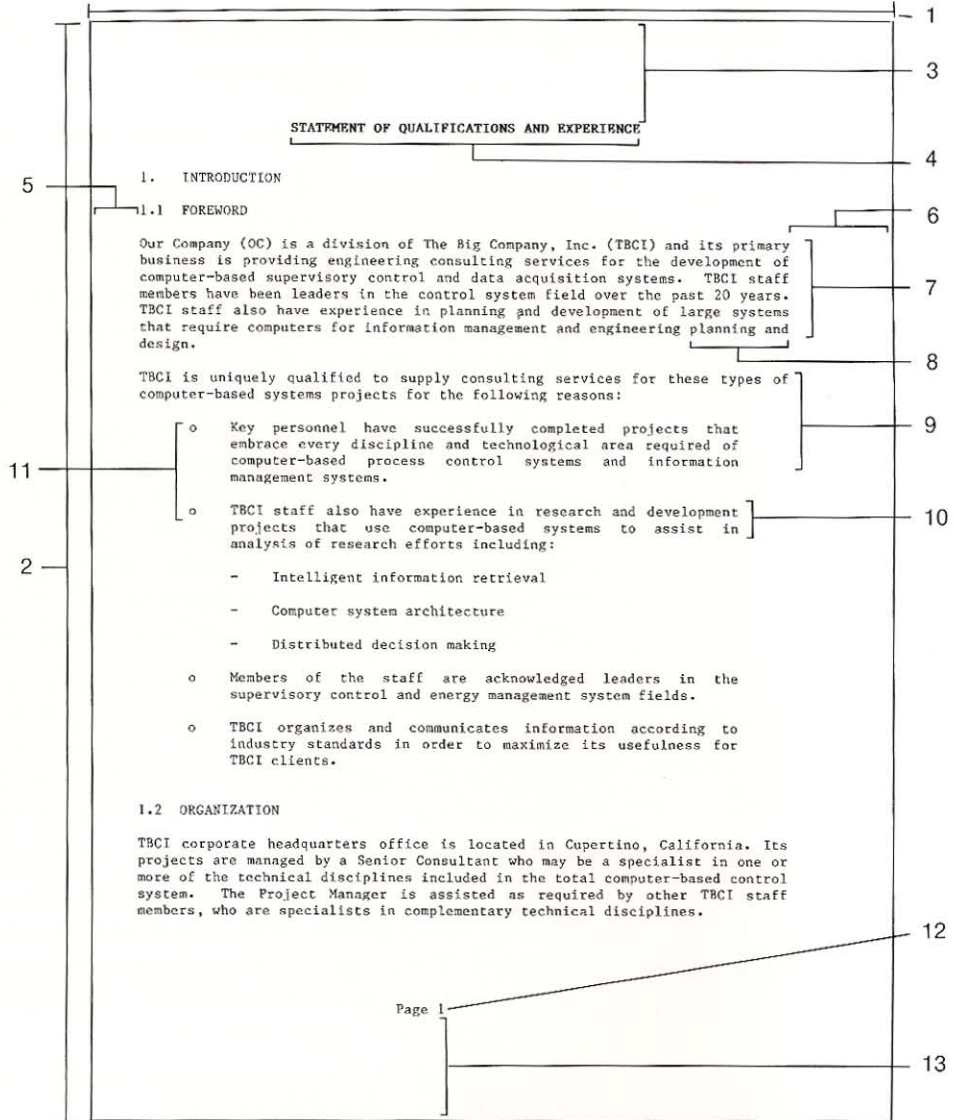 1
3
STATEMENT OF QUALIFICATIONS AND EXPERIENCE
4
1. INTRODUCTION
5
1.1 FOREWORD
6
Our Company (OC) is a division of The Big Company, Inc. (TBCI) and its primary
business is providing engineering consulting services for the development of
computer-based supervisory control and data acquisition systems. TBCI staff
members have been leaders in the control system field over the past 20 years.
7
TBCI staff also have experience in planning and development of large systems
that require computers for information management and engineering planning and
design.
8
TBCI is uniquely qualified to supply consulting services for these types of
computer-based systems projects for the following reasons:
9
o Key personnel have successfully completed projects that
embrace every discipline and technological area required of
computer-based process control systems and information
management systems.
11
o TBCI staff also have experience in research and development
projects that use computer-based systems to assist in
analysis of research efforts including:
10
2
- Intelligent information retrieval
- Computer system architecture
- Distributed decision making
o Members of the staff are acknowledged leaders in the
supervisory control and energy management system fields.
o TBCI organizes and communicates information according to
industry standards in order to maximize its usefulness for
TBCI clients.
1.2 ORGANIZATION
TBCI corporate headquarters office is located in Cupertino, California. Its
projects are managed by a Senior Consultant who may be a specialist in one or
more of the technical disciplines included in the total computer-based control
system. The Project Manager is assisted as required by other TBCI staff
members, who are specialists in complementary technical disciplines.
12
Page 1
13